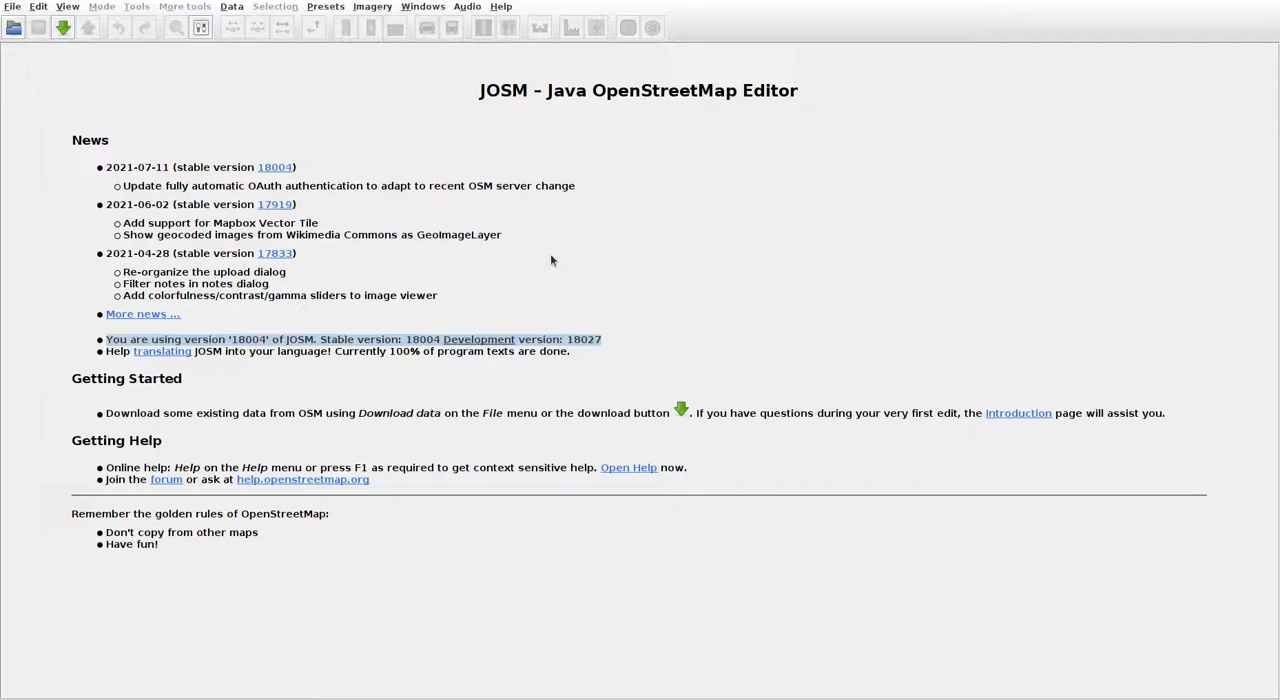 File Edit View Mode Tools More tools Data Selection Presets Imagery Windows Audio Help
JOSM – Java OpenStreetMap Editor
News
● 2021-07-11 (stable version 18004)
○ Update fully automatic OAuth authentication to adapt to recent OSM server change
● 2021-06-02 (stable version 17919)
○ Add support for Mapbox Vector Tile
○ Show geocoded images from Wikimedia Commons as GeoImageLayer
● 2021-04-28 (stable version 17833)
○ Re-organize the upload dialog
○ Filter notes in notes dialog
○ Add colorfulness/contrast/gamma sliders to image viewer
● More news ...
● You are using version '18004' of JOSM. Stable version: 18004 Development version: 18027
● Help translating JOSM into your language! Currently 100% of program texts are done.
Getting Started
● Download some existing data from OSM using Download data on the File menu or the download button . If you have questions during your very first edit, the Introduction page will assist you.
Getting Help
● Online help: Help on the Help menu or press F1 as required to get context sensitive help. Open Help now.
● Join the forum or ask at help.openstreetmap.org
Remember the golden rules of OpenStreetMap:
● Don't copy from other maps
● Have fun!